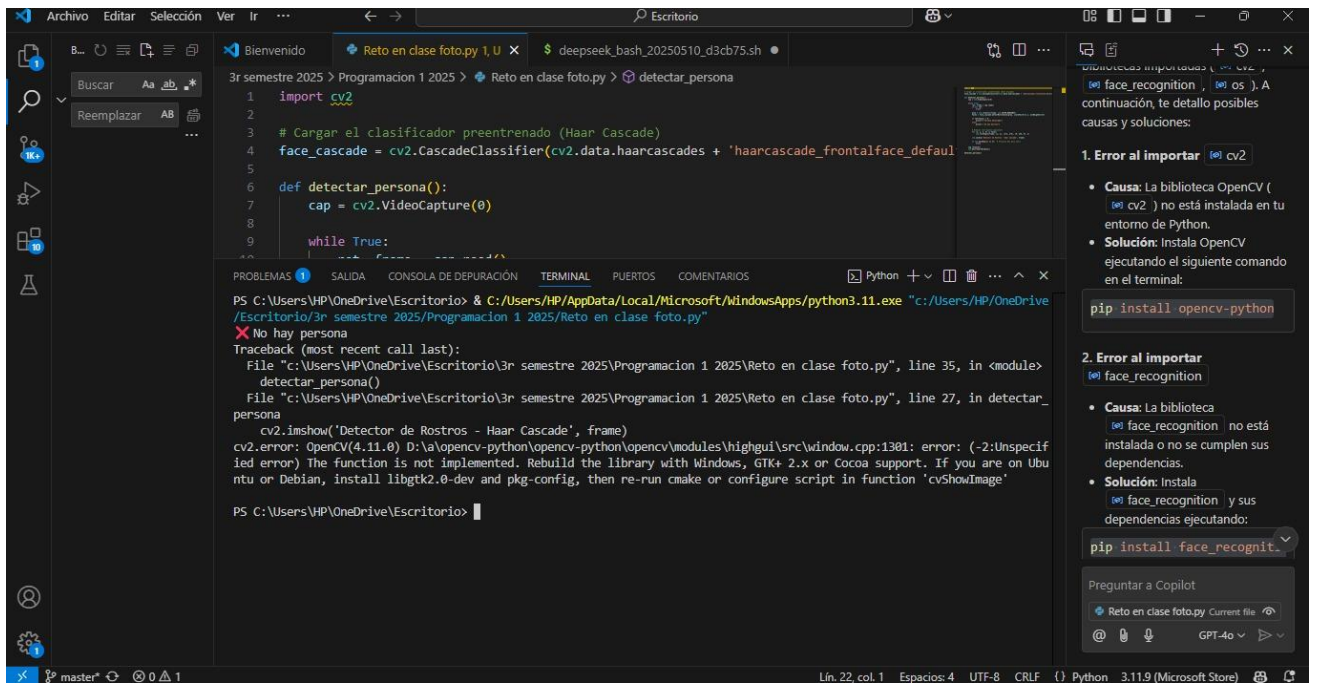 Archivo Editar Selección Ver Ir ··· Escritorio
B...
Buscar Aa ab, .*
Reemplazar AB
1
1K+
10
1
Bienvenido Reto en clase foto.py 1, U deepseek_bash_20250510_d3cb75.sh
3r semestre 2025 > Programacion 1 2025 > Reto en clase foto.py > detectar_persona
1 import cv2
2
3 # Cargar el clasificador preentrenado (Haar Cascade)
4 face_cascade = cv2.CascadeClassifier(cv2.data.haarcascades + 'haarcascade_frontalface_defaul
5
6 def detectar_persona():
7 cap = cv2.VideoCapture(0)
8
9 while True:
PROBLEMAS 1 SALIDA CONSOLA DE DEPURACIÓN TERMINAL PUERTOS COMENTARIOS Python
PS C:\Users\HP\OneDrive\Escritorio> & C:/Users/HP/AppData/Local/Microsoft/WindowsApps/python3.11.exe "c:/Users/HP/OneDrive
/Escritorio/3r semestre 2025/Programacion 1 2025/Reto en clase foto.py"
❌ No hay persona
Traceback (most recent call last):
File "c:\Users\HP\OneDrive\Escritorio\3r semestre 2025\Programacion 1 2025\Reto en clase foto.py", line 35, in <module>
detectar_persona()
File "c:\Users\HP\OneDrive\Escritorio\3r semestre 2025\Programacion 1 2025\Reto en clase foto.py", line 27, in detectar_
persona
cv2.imshow('Detector de Rostros - Haar Cascade', frame)
cv2.error: OpenCV(4.11.0) D:\a\opencv-python\opencv-python\opencv\modules\highgui\src\window.cpp:1301: error: (-2:Unspecif
ied error) The function is not implemented. Rebuild the library with Windows, GTK+ 2.x or Cocoa support. If you are on Ubu
ntu or Debian, install libgtk2.0-dev and pkg-config, then re-run cmake or configure script in function 'cvShowImage'
PS C:\Users\HP\OneDrive\Escritorio>
bibliotecas importadas ( cv2 ,
face_recognition , os ). A
continuación, te detallo posibles
causas y soluciones:
1. Error al importar cv2
• Causa: La biblioteca OpenCV (
cv2 ) no está instalada en tu
entorno de Python.
• Solución: Instala OpenCV
ejecutando el siguiente comando
en el terminal:
pip install opencv-python
2. Error al importar
face_recognition
• Causa: La biblioteca
face_recognition no está
instalada o no se cumplen sus
dependencias.
• Solución: Instala
face_recognition y sus
dependencias ejecutando:
pip install face_recognit
Preguntar a Copilot
Reto en clase foto.py Current file
@ GPT-4o
master* 0 1 Lín. 22, col. 1 Espacios: 4 UTF-8 CRLF {} Python 3.11.9 (Microsoft Store)